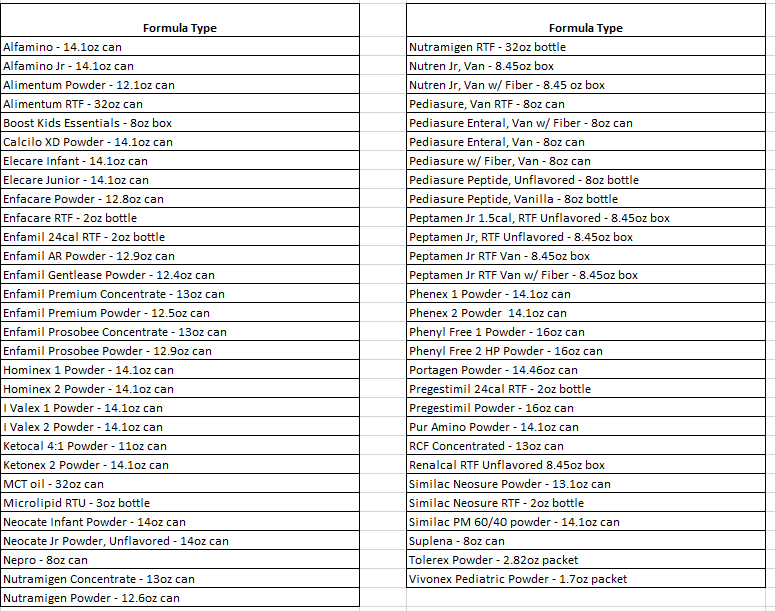 Formula Type
Alfamino - 14.1oz can
Alfamino Jr - 14.1oz can
Alimentum Powder - 12.1oz can
Alimentum RTF - 32oz can
Boost Kids Essentials - 8oz box
Calcilo XD Powder - 14.1oz can
Elecare Infant - 14.1oz can
Elecare Junior - 14.1oz can
Enfacare Powder - 12.8oz can
Enfacare RTF - 2oz bottle
Enfamil 24cal RTF - 2oz bottle
Enfamil AR Powder - 12.9oz can
Enfamil Gentlease Powder - 12.4oz can
Enfamil Premium Concentrate - 13oz can
Enfamil Premium Powder - 12.5oz can
Enfamil Prosobee Concentrate - 13oz can
Enfamil Prosobee Powder - 12.9oz can
Hominex 1 Powder - 14.1oz can
Hominex 2 Powder - 14.1oz can
I Valex 1 Powder - 14.1oz can
I Valex 2 Powder - 14.1oz can
Ketocal 4:1 Powder - 11oz can
Ketonex 2 Powder - 14.1oz can
MCT oil - 32oz can
Microlipid RTU - 3oz bottle
Neocate Infant Powder - 14oz can
Neocate Jr Powder, Unflavored - 14oz can
Nepro - 8oz can
Nutramigen Concentrate - 13oz can
Nutramigen Powder - 12.6oz can
Formula Type
Nutramigen RTF - 32oz bottle
Nutren Jr, Van - 8.45oz box
Nutren Jr, Van w/ Fiber - 8.45 oz box
Pediasure, Van RTF - 8oz can
Pediasure Enteral, Van w/ Fiber - 8oz can
Pediasure Enteral, Van - 8oz can
Pediasure w/ Fiber, Van - 8oz can
Pediasure Peptide, Unflavored - 8oz bottle
Pediasure Peptide, Vanilla - 8oz bottle
Peptamen Jr 1.5cal, RTF Unflavored - 8.45oz box
Peptamen Jr, RTF Unflavored - 8.45oz box
Peptamen Jr RTF Van - 8.45oz box
Peptamen Jr RTF Van w/ Fiber - 8.45oz box
Phenex 1 Powder - 14.1oz can
Phenex 2 Powder  14.1oz can
Phenyl Free 1 Powder - 16oz can
Phenyl Free 2 HP Powder - 16oz can
Portagen Powder - 14.46oz can
Pregestimil 24cal RTF - 2oz bottle
Pregestimil Powder - 16oz can
Pur Amino Powder - 14.1oz can
RCF Concentrated - 13oz can
Renalcal RTF Unflavored 8.45oz box
Similac Neosure Powder - 13.1oz can
Similac Neosure RTF - 2oz bottle
Similac PM 60/40 powder - 14.1oz can
Suplena - 8oz can
Tolerex Powder - 2.82oz packet
Vivonex Pediatric Powder - 1.7oz packet